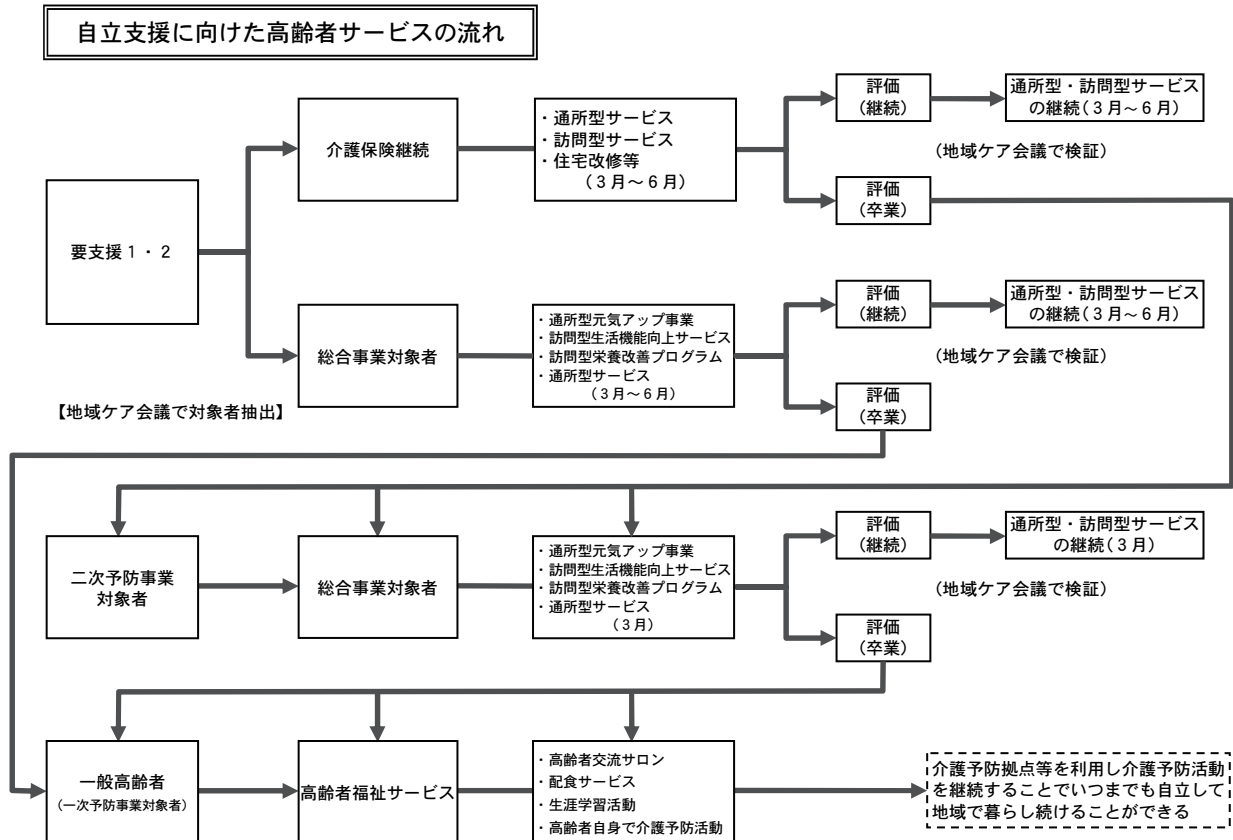 自立支援に向けた高齢者サービスの流れ
要支援１・２
【地域ケア会議で対象者抽出】
介護保険継続
・通所型サービス
・訪問型サービス
・住宅改修等
（３月～６月）
評価
（継続）
通所型・訪問型サービス
の継続（３月～６月）
（地域ケア会議で検証）
評価
（卒業）
総合事業対象者
・通所型元気アップ事業
・訪問型生活機能向上サービス
・訪問型栄養改善プログラム
・通所型サービス
（３月～６月）
評価
（継続）
通所型・訪問型サービス
の継続（３月～６月）
（地域ケア会議で検証）
評価
（卒業）
二次予防事業
対象者
総合事業対象者
・通所型元気アップ事業
・訪問型生活機能向上サービス
・訪問型栄養改善プログラム
・通所型サービス
（３月）
評価
（継続）
通所型・訪問型サービス
の継続（３月）
（地域ケア会議で検証）
評価
（卒業）
一般高齢者
（一次予防事業対象者）
高齢者福祉サービス
・高齢者交流サロン
・配食サービス
・生涯学習活動
・高齢者自身で介護予防活動
介護予防拠点等を利用し介護予防活動
を継続することでいつまでも自立して
地域で暮らし続けることができる